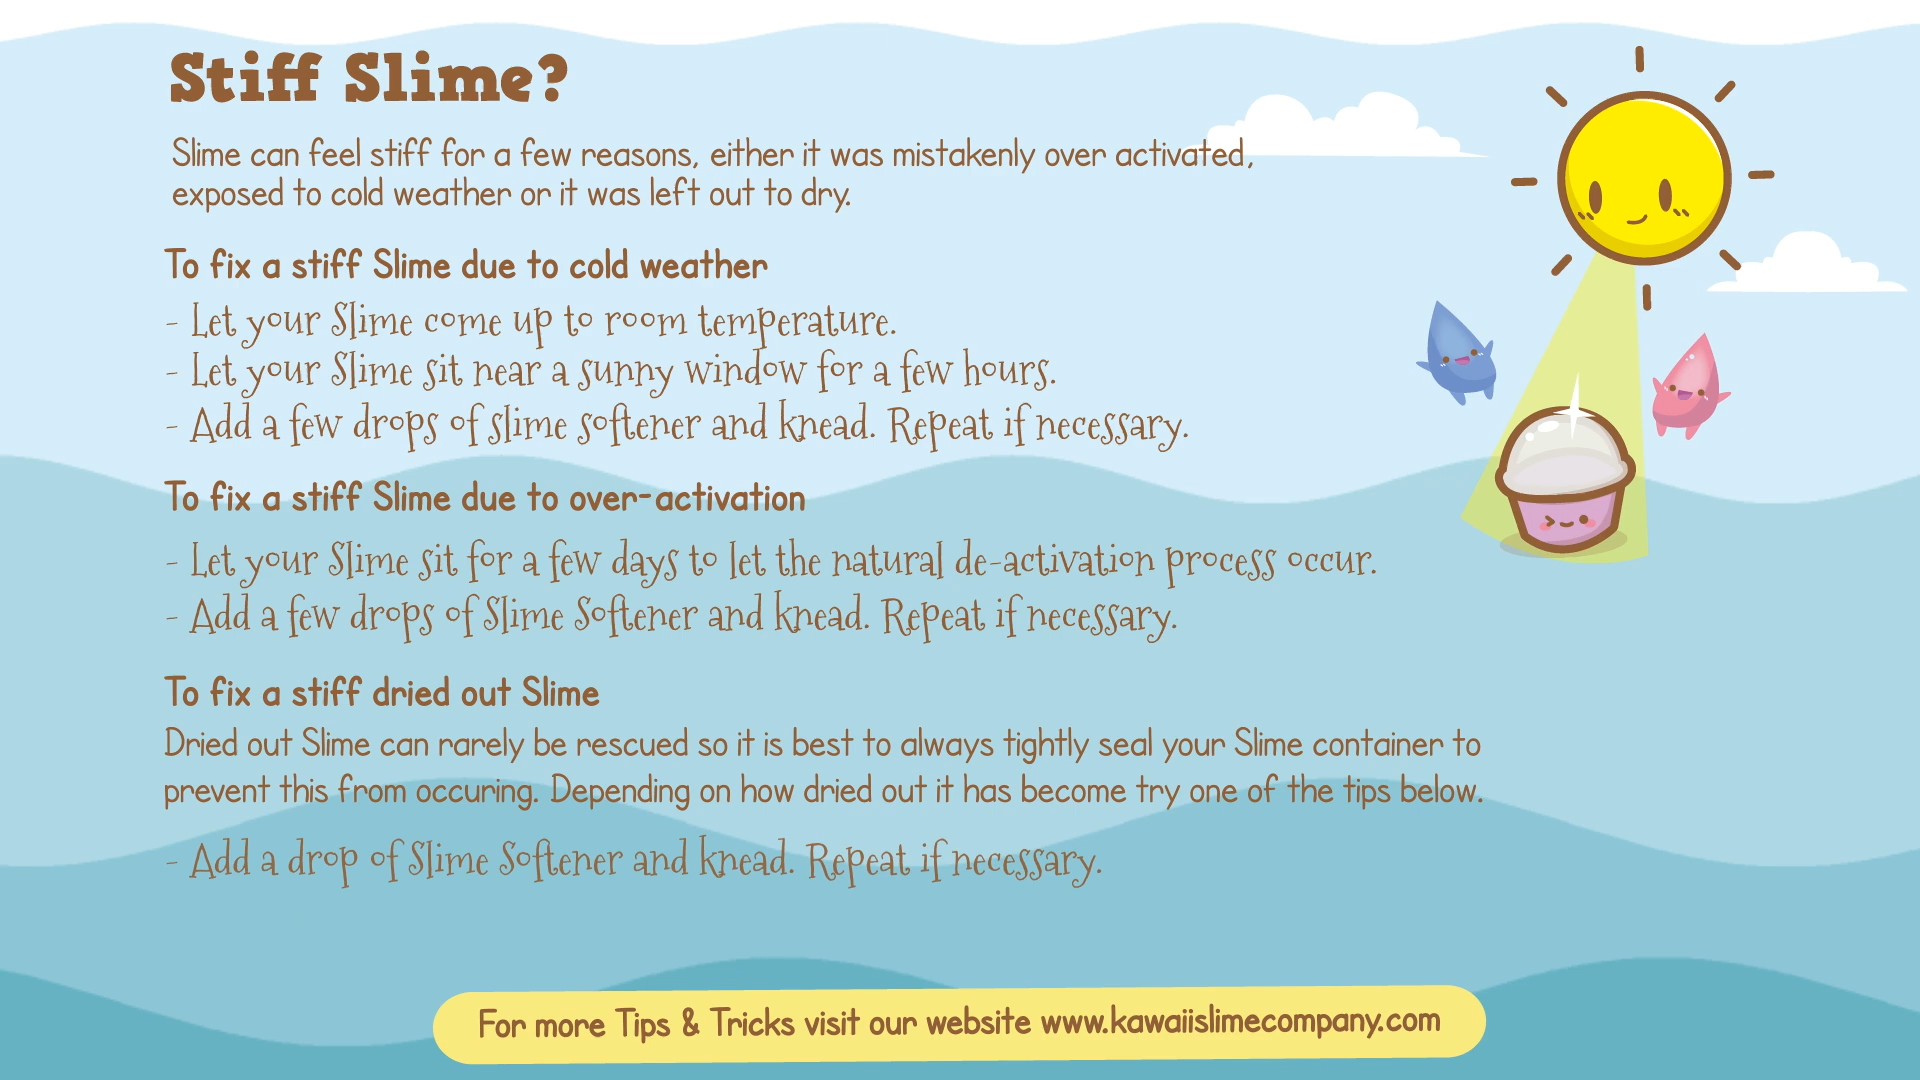 Stiff Slime?
Slime can feel stiff for a few reasons, either it was mistakenly over activated,
exposed to cold weather or it was left out to dry.
To fix a stiff Slime due to cold weather
- Let your Slime come up to room temperature.
- Let your Slime sit near a sunny window for a few hours.
- Add a few drops of slime softener and knead. Repeat if necessary.
To fix a stiff Slime due to over-activation
- Let your Slime sit for a few days to let the natural de-activation process occur.
- Add a few drops of Slime Softener and knead. Repeat if necessary.
To fix a stiff dried out Slime
Dried out Slime can rarely be rescued so it is best to always tightly seal your Slime container to
prevent this from occuring. Depending on how dried out it has become try one of the tips below.
- Add a drop of Slime Softener and knead. Repeat if necessary.
For more Tips & Tricks visit our website www.kawaiislimecompany.com